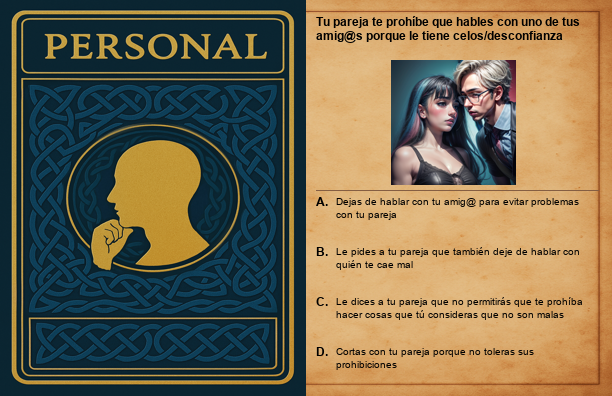 PERSONAL
Tu pareja te prohíbe que hables con uno de tus
amig@s porque le tiene celos/desconfianza
A. Dejas de hablar con tu amig@ para evitar problemas
con tu pareja
B. Le pides a tu pareja que también deje de hablar con
quién te cae mal
C. Le dices a tu pareja que no permitirás que te prohíba
hacer cosas que tú consideras que no son malas
D. Cortas con tu pareja porque no toleras sus
prohibiciones